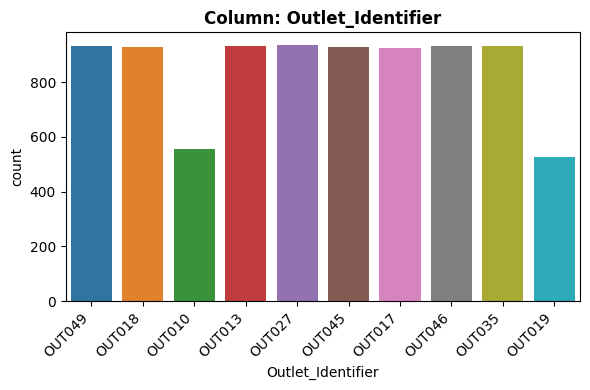 Column: Outlet_Identifier
count
800
600
400
200
0
OUT049
OUT018
OUT010
OUT013
OUT027
OUT045
OUT017
OUT046
OUT035
OUT019
Outlet_Identifier